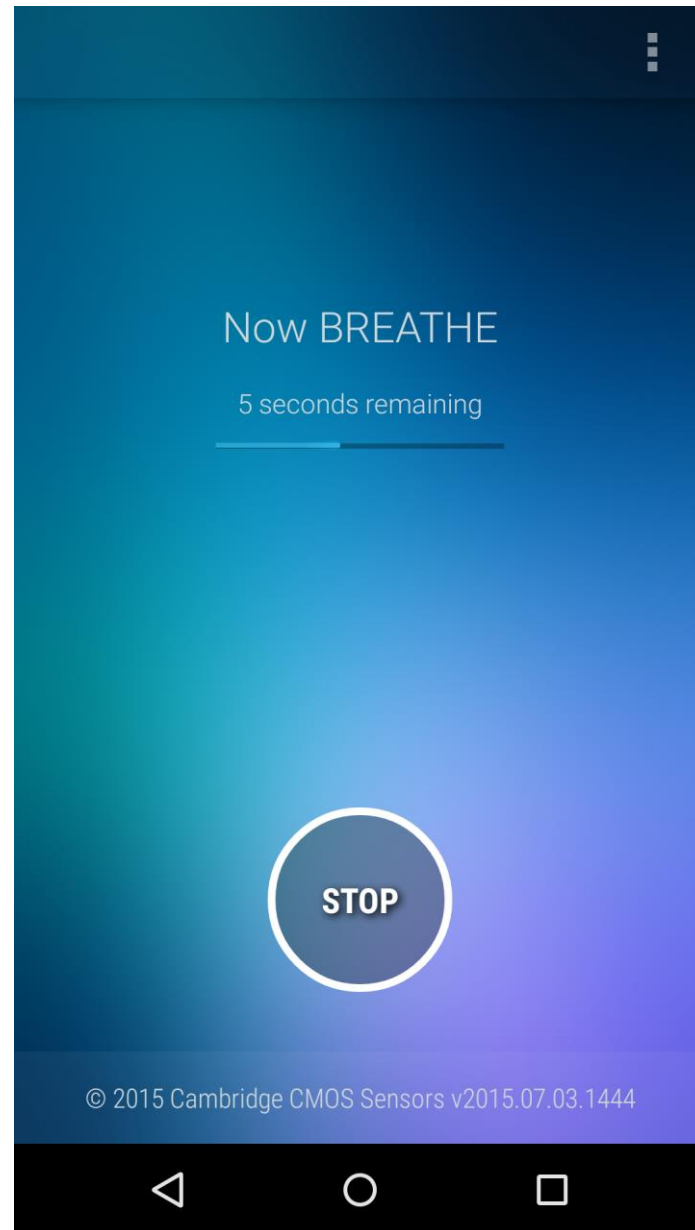 Now BREATHE
5 seconds remaining
STOP
© 2015 Cambridge CMOS Sensors v2015.07.03.1444